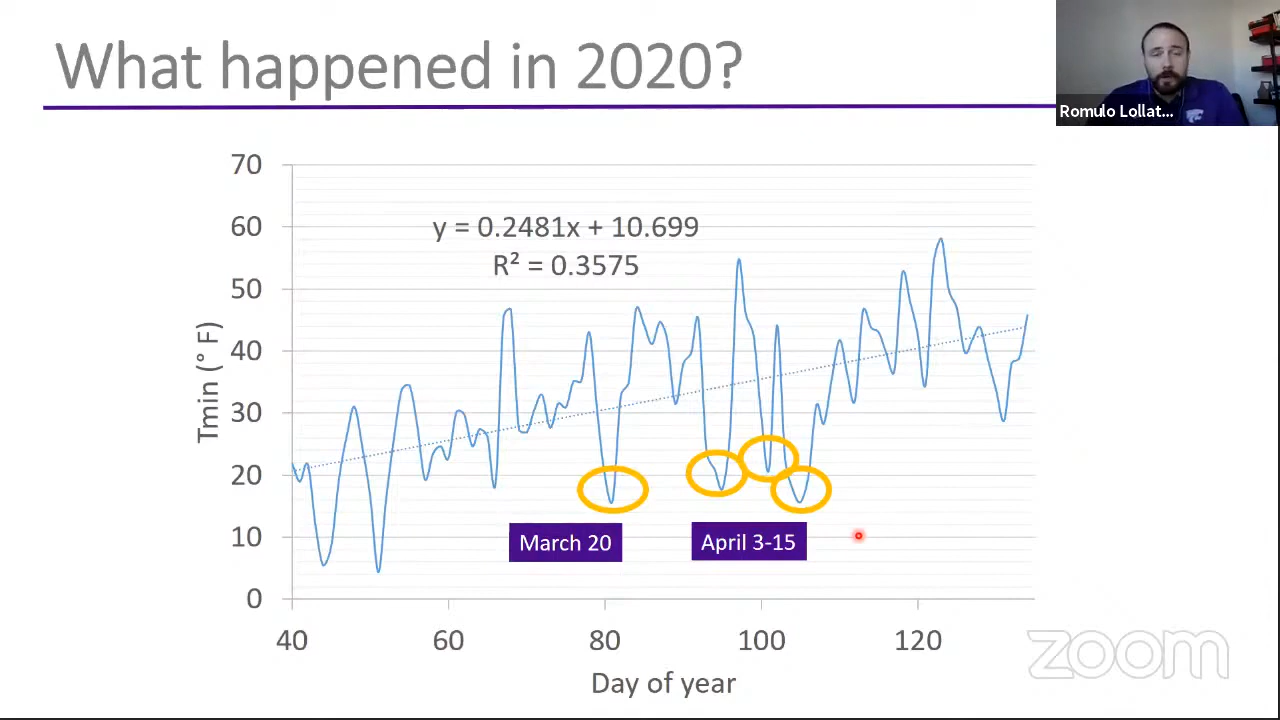 What happened in 2020?
Romulo Lollat...
70
60
50
40
30
20
10
0
Tmin (° F)
y = 0.2481x + 10.699
R² = 0.3575
March 20
April 3-15
40
60
80
100
120
Day of year
zoom